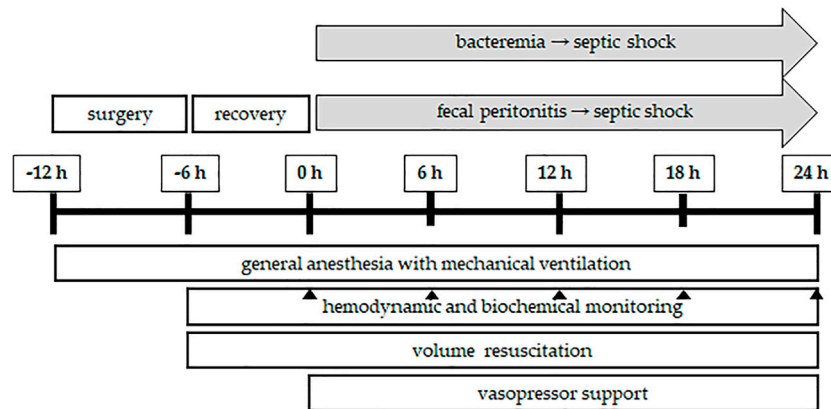 bacteremia → septic shock
surgery
recovery
fecal peritonitis → septic shock
-12 h
-6 h
0 h
6 h
12 h
18 h
24 h
general anesthesia with mechanical ventilation
hemodynamic and biochemical monitoring
volume resuscitation
vasopressor support